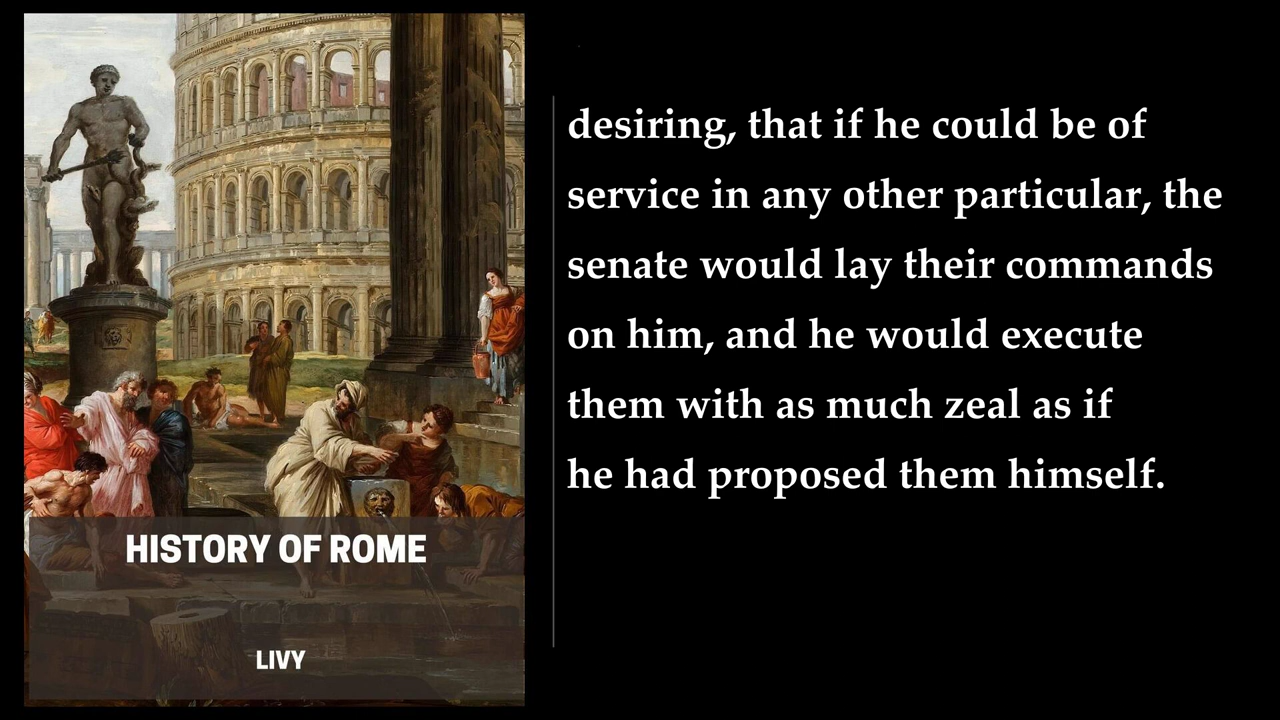 HISTORY OF ROME
LIVY
desiring, that if he could be of
service in any other particular, the
senate would lay their commands
on him, and he would execute
them with as much zeal as if
he had proposed them himself.